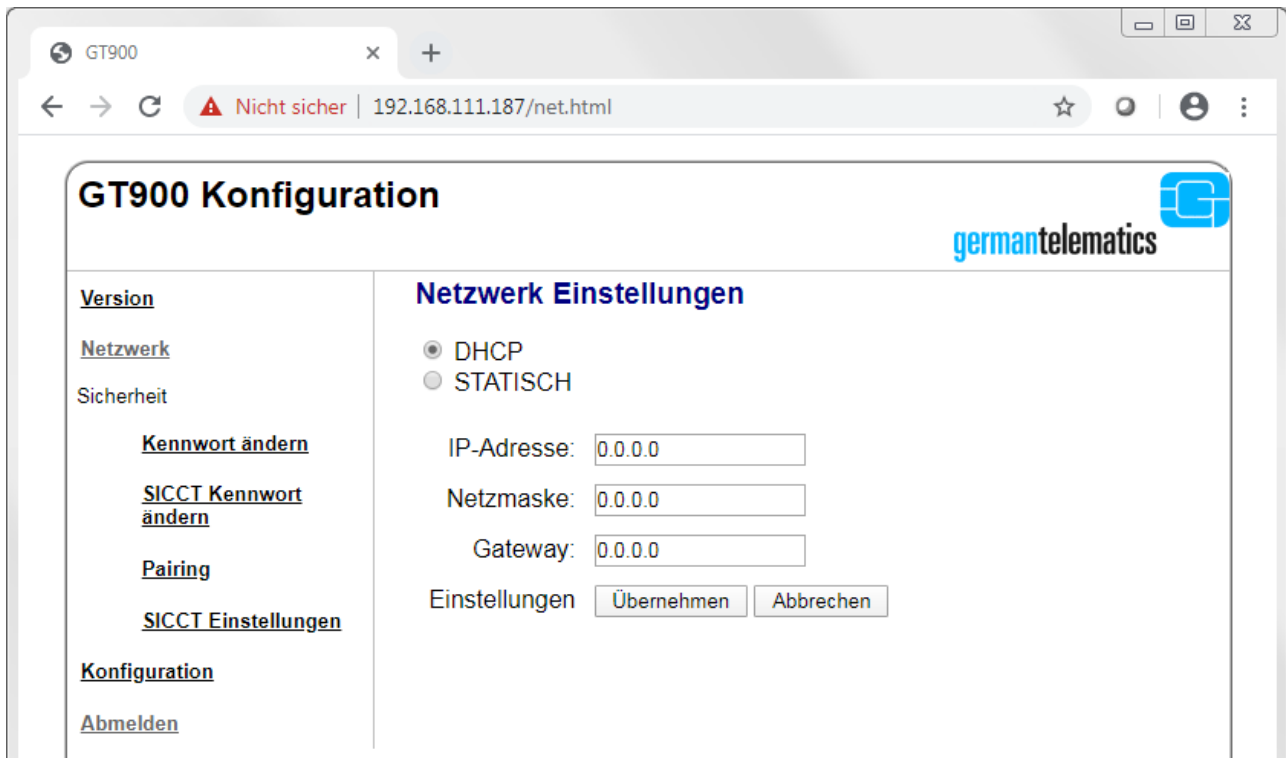 GT900
Nicht sicher
192.168.111.187/net.html
GT900 Konfiguration
germantelematics
Version
Netzwerk
Sicherheit
Kennwort ändern
SICCT Kennwort
ändern
Pairing
SICCT Einstellungen
Konfiguration
Abmelden
Netzwerk Einstellungen
DHCP
STATISCH
IP-Adresse: 0.0.0.0
Netzmaske: 0.0.0.0
Gateway: 0.0.0.0
Einstellungen Übernehmen Abbrechen